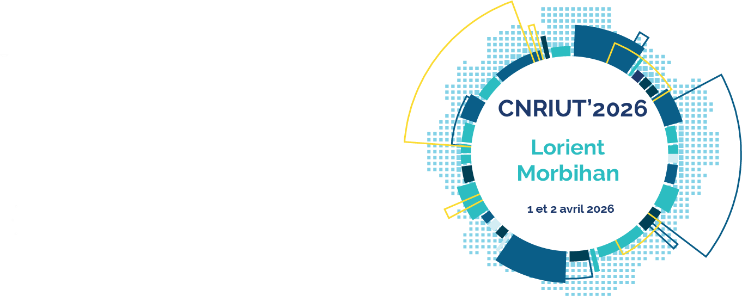 CNRIUT’2026
Lorient
Morbihan
1 et 2 avril 2026